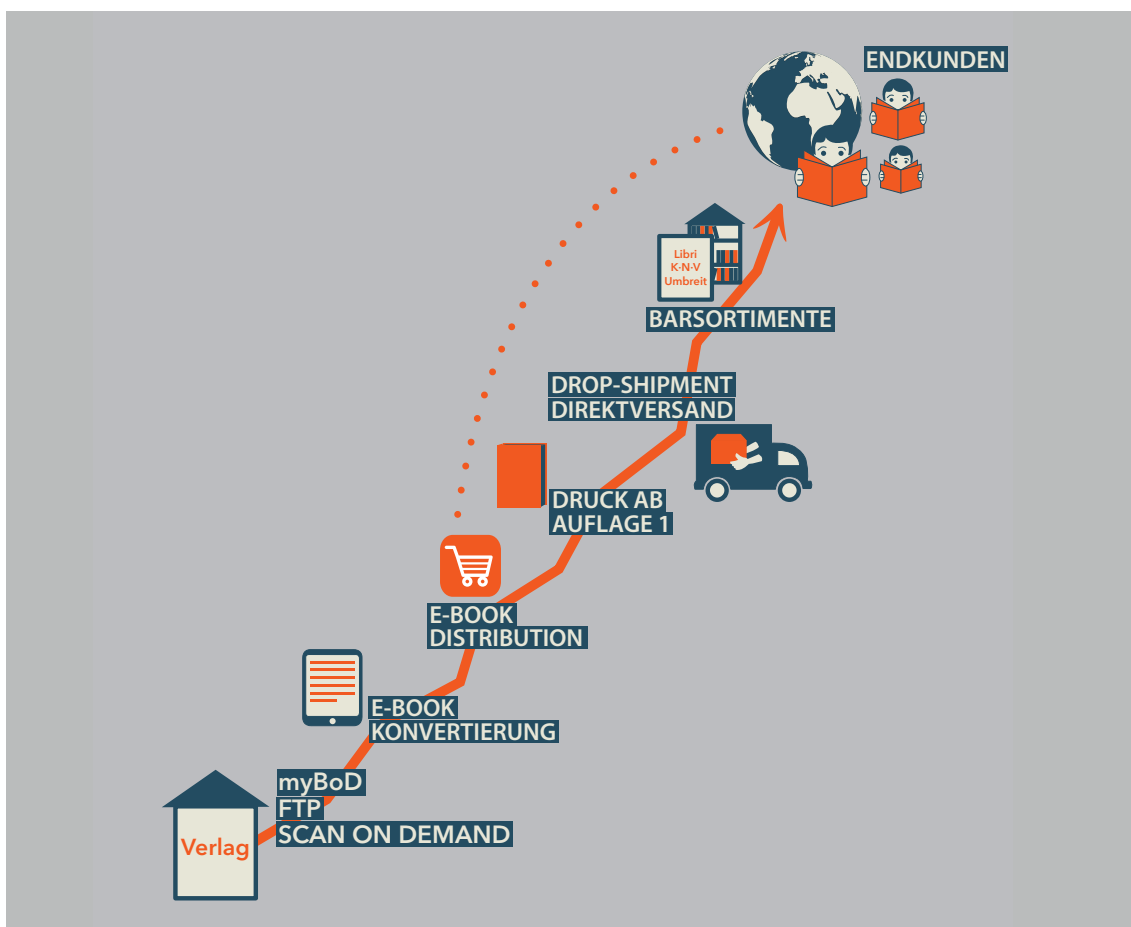 ENDKUNDEN
Libri
K·N·V
Umbreit
BARSORTIMENTE
DROP-SHIPMENT
DIREKTVERSAND
DRUCK AB
AUFLAGE 1
E-BOOK
DISTRIBUTION
E-BOOK
KONVERTIERUNG
myBoD
FTP
SCAN ON DEMAND
Verlag